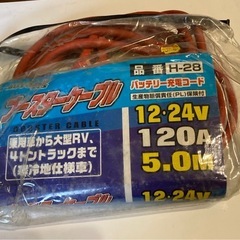 品番 H-28
バッテリー充電コード
生産物賠償責任(PL)保険付
ブースターケーブル
BOOSTER CABLE
乗用車から大型RV、
4トントラックまで
(寒冷地仕様車)
12・24V
120A
5.0M
12・24V